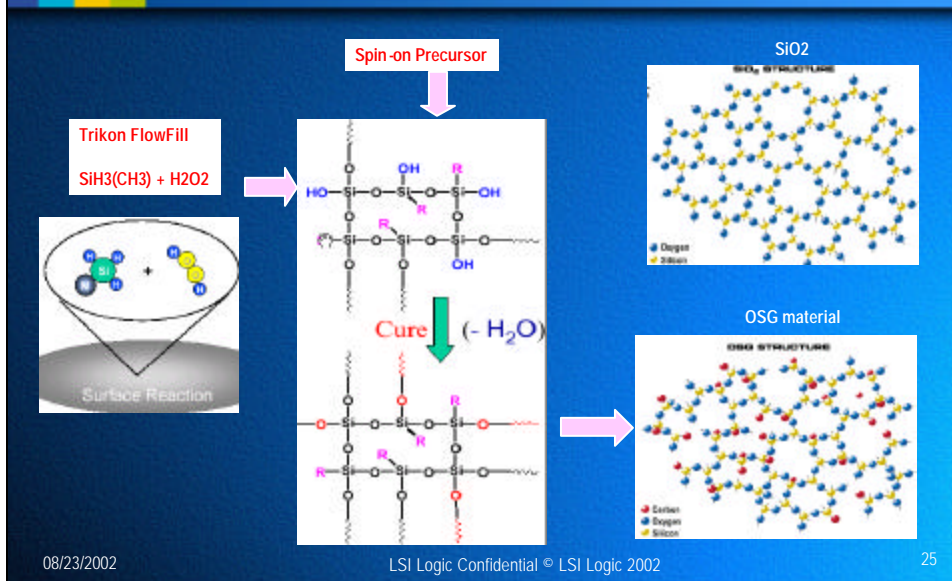 Spin-on Precursor
SiO2
SiO2 STRUCTURE
Oxygen
Silicon
Trikon FlowFill
SiH3(CH3) + H2O2
H H
Si
N H
+
O
O
H
Surface Reaction
OH R
HO Si O Si O Si OH
O R O
R Si O Si O Si O
OH
Cure (- H2O)
O R
O Si O Si O Si O
O R O
R Si O Si O Si O
O O O
OSG material
OSG STRUCTURE
Carbon
Oxygen
Silicon
08/23/2002
LSI Logic Confidential © LSI Logic 2002
25